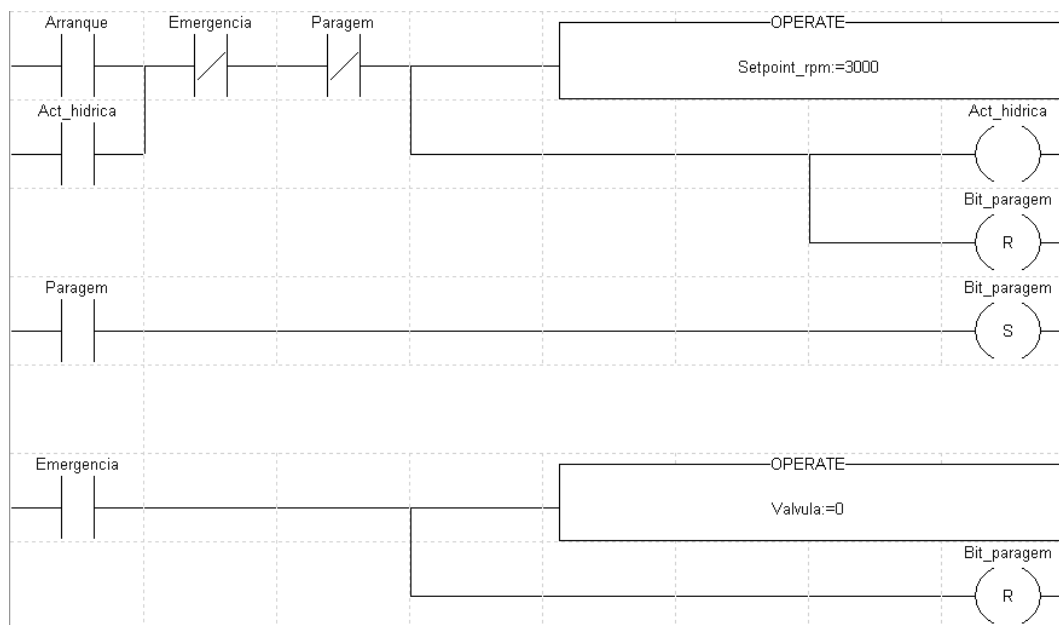 Arranque Emergencia Paragem OPERATE
Setpoint_rpm:=3000
Act_hidrica Act_hidrica
Bit_paragem
R
Paragem Bit_paragem
S
Emergencia OPERATE
Valvula:=0
Bit_paragem
R